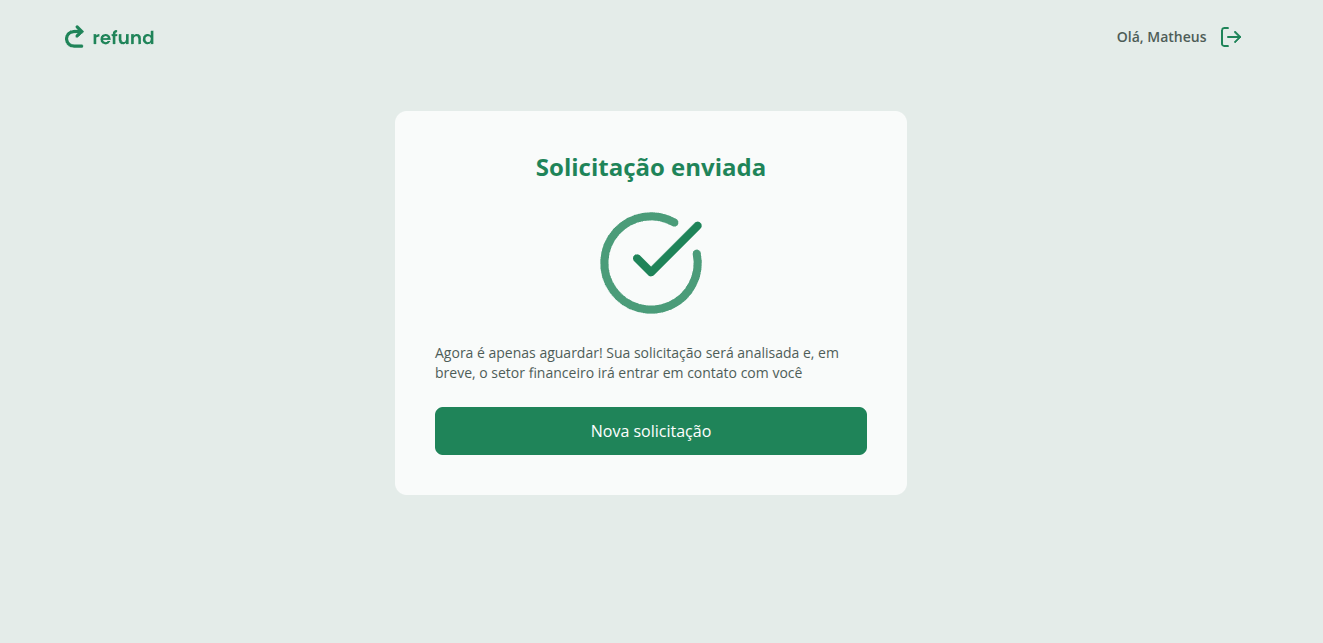 refund
Olá, Matheus
Solicitação enviada
Agora é apenas aguardar! Sua solicitação será analisada e, em
breve, o setor financeiro irá entrar em contato com você
Nova solicitação